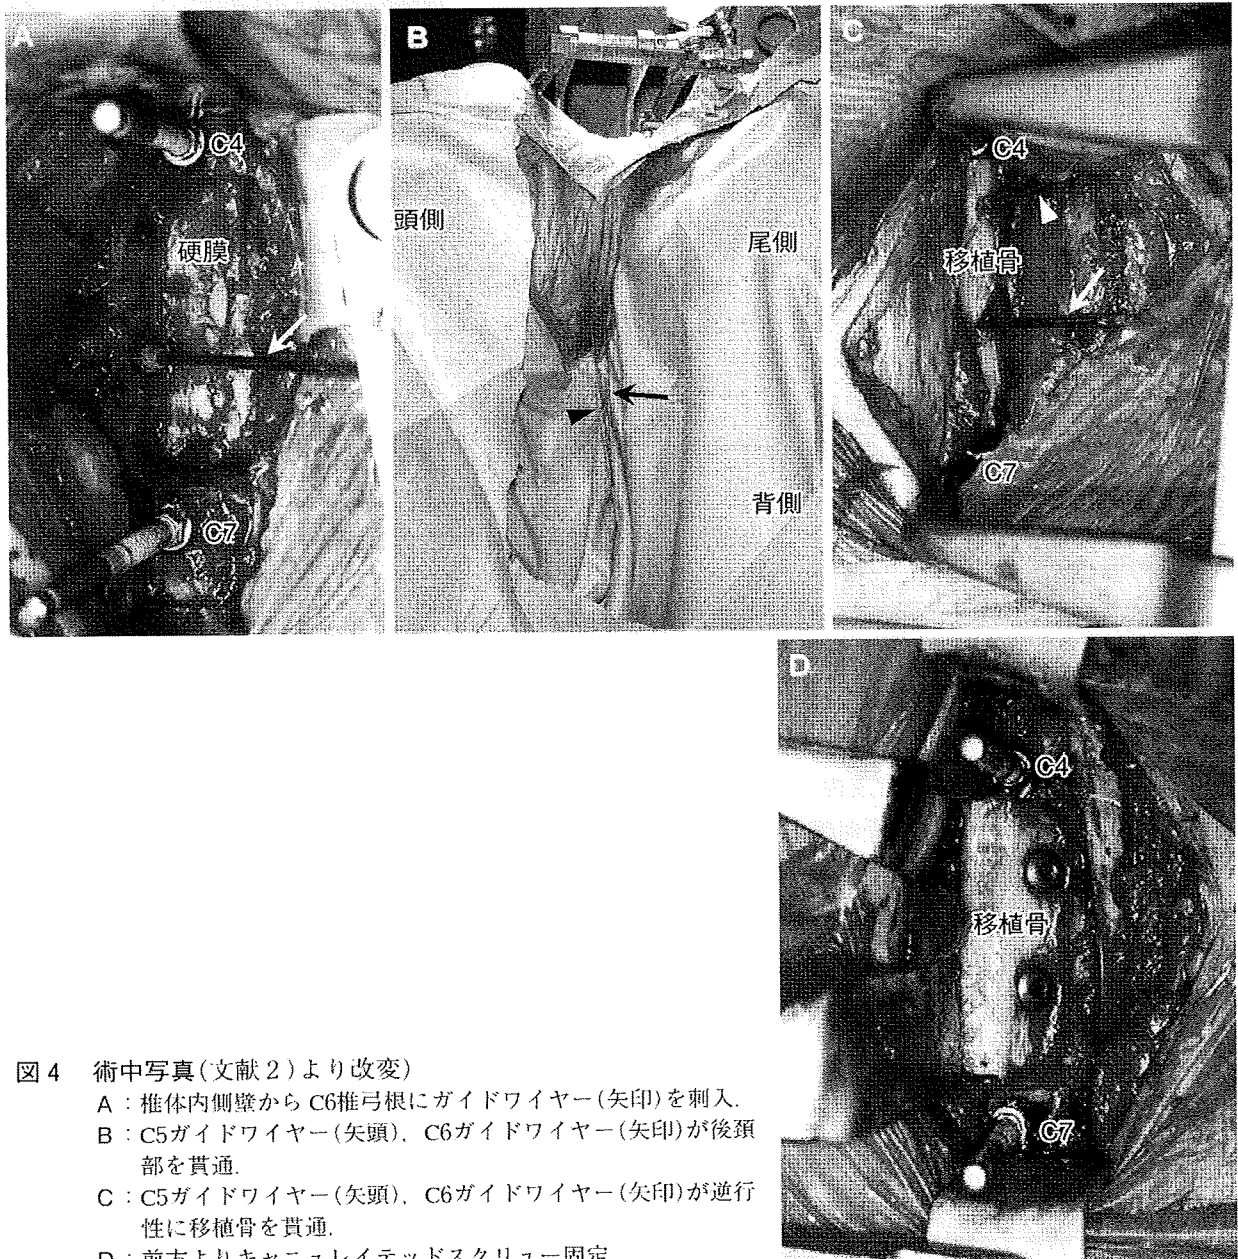 A
C4
硬膜
C7
B
頭側
尾側
背側
C
C4
移植骨
C7
D
C4
移植骨
C7
図4 術中写真(文献2)より改変)
A:椎体内側壁から C6椎弓根にガイドワイヤー(矢印)を刺入.
B:C5ガイドワイヤー(矢頭), C6ガイドワイヤー(矢印)が後頚
部を貫通.
C:C5ガイドワイヤー(矢頭), C6ガイドワイヤー(矢印)が逆行
性に移植骨を貫通.
D:前方よりキャニュレイテッドスクリュー固定